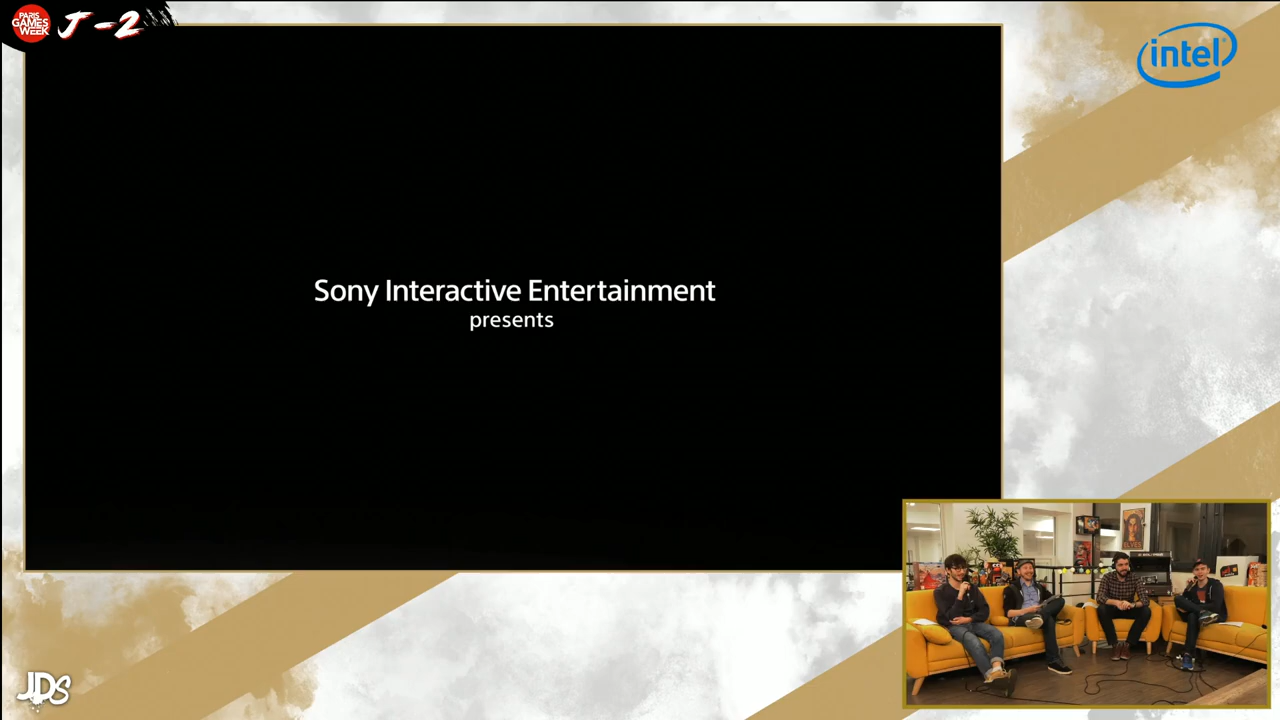 PARIS
GAMES
WEEK
J-2
intel
Sony Interactive Entertainment
presents
JDS